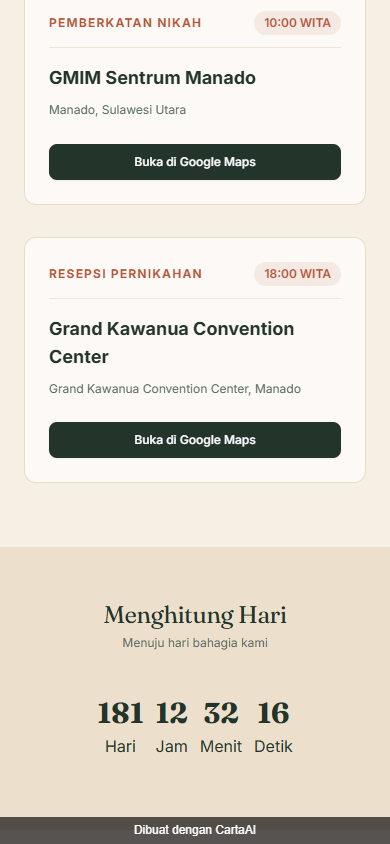 PEMBERKATAN NIKAH 10:00 WITA
GMIM Sentrum Manado
Manado, Sulawesi Utara
Buka di Google Maps
RESEPSI PERNIKAHAN 18:00 WITA
Grand Kawanua Convention
Center
Grand Kawanua Convention Center, Manado
Buka di Google Maps
Menghitung Hari
Menuju hari bahagia kami
181 12 32 16
Hari Jam Menit Detik
Dibuat dengan CartaAI